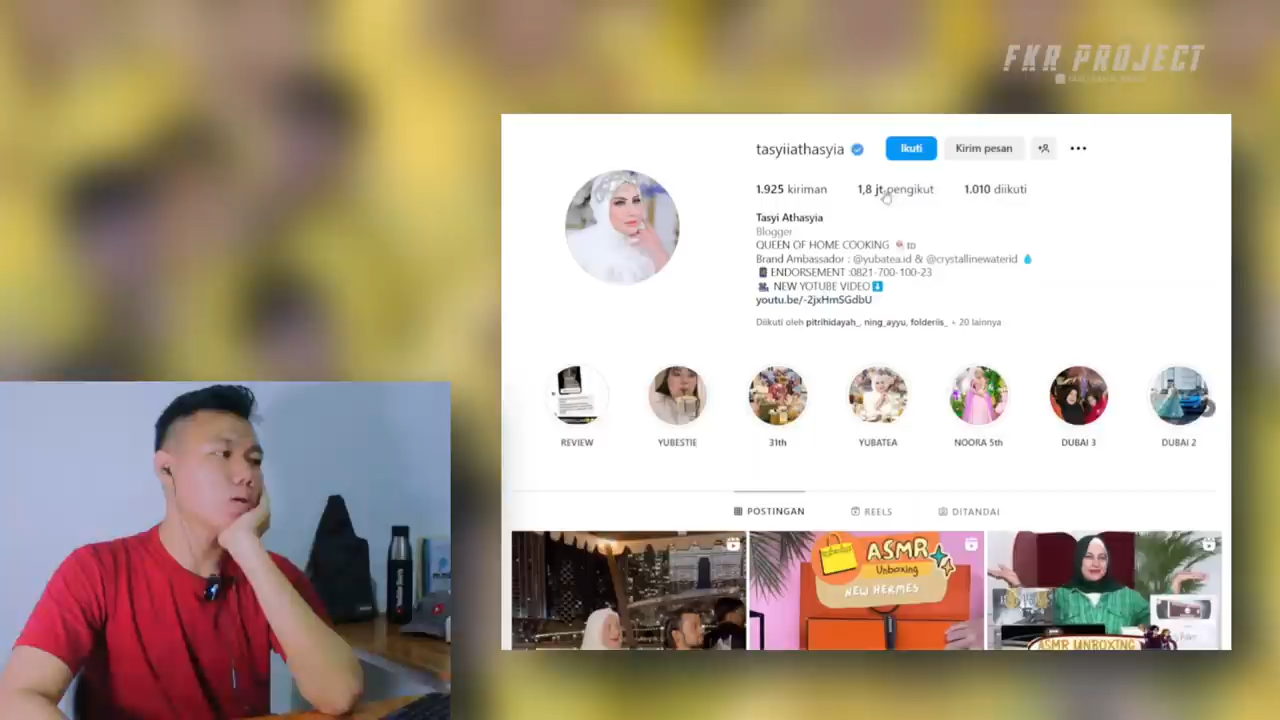 FKR PROJECT
tasyiiathasyia Ikuti Kirim pesan
1.925 kiriman 1,8 jt pengikut 1.010 diikuti
Tasyi Athasyia
Blogger
QUEEN OF HOME COOKING ID
Brand Ambassador : @yubatea.id & @crystallinewaterid
ENDORSEMENT :0821-700-100-23
NEW YOTUBE VIDEO
youtu.be/-2jxHmSGdbU
Diikuti oleh pitrihidayah_, ning_ayyu, folderiis_ + 20 lainnya
REVIEW YUBESTIE 31th YUBATEA NOORA 5th DUBAI 3 DUBAI 2
POSTINGAN REELS DITANDAI
ASMR
Unboxing
NEW HERMES
ASMR UNBOXING